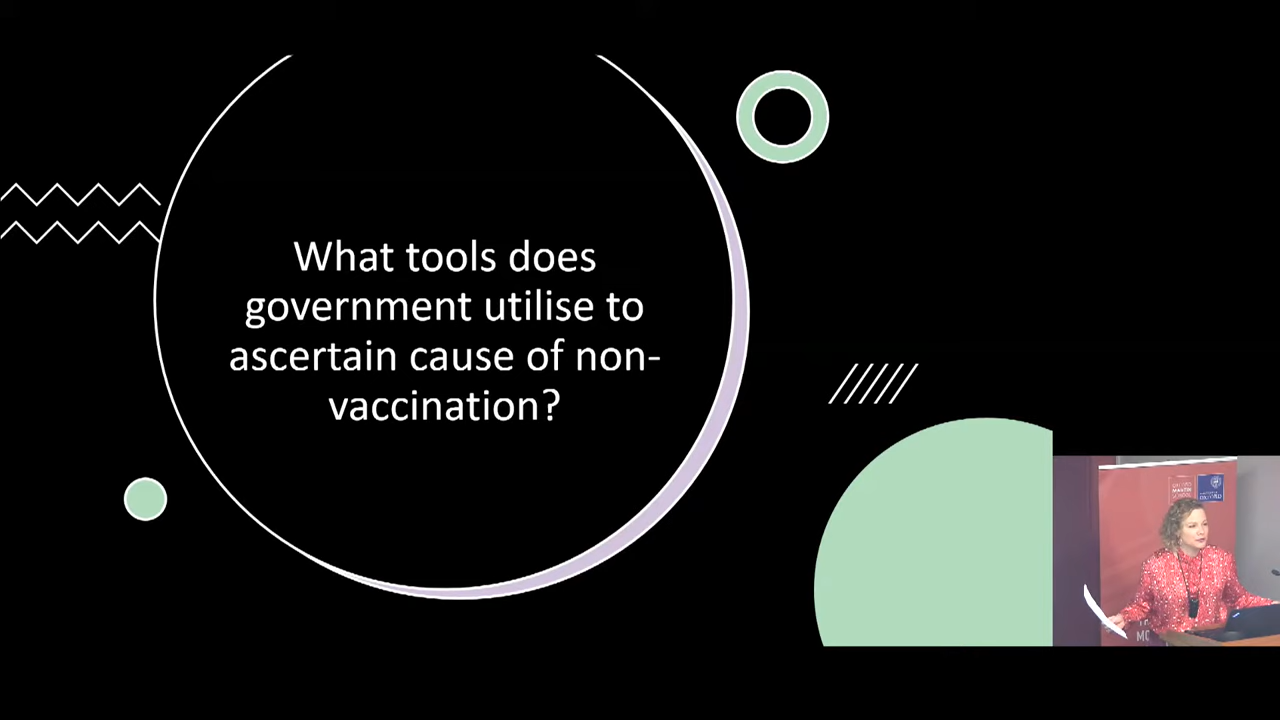 What tools does
government utilise to
ascertain cause of non-
vaccination?